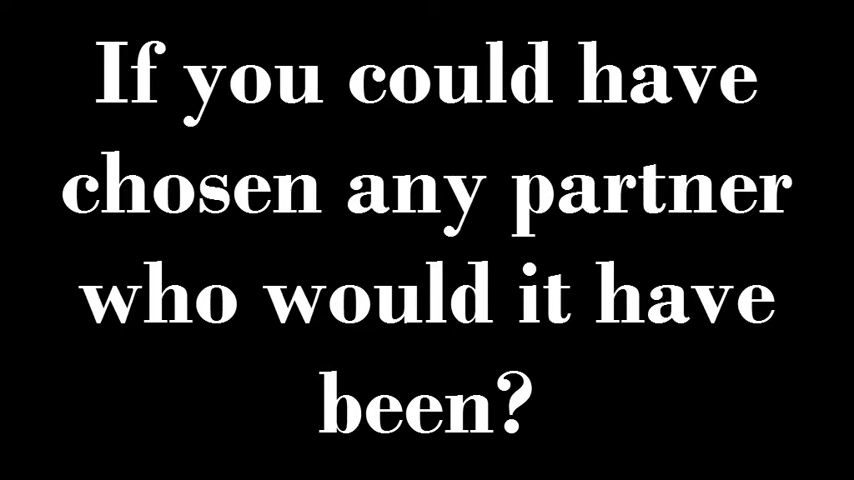 If you could have
chosen any partner
who would it have
been?